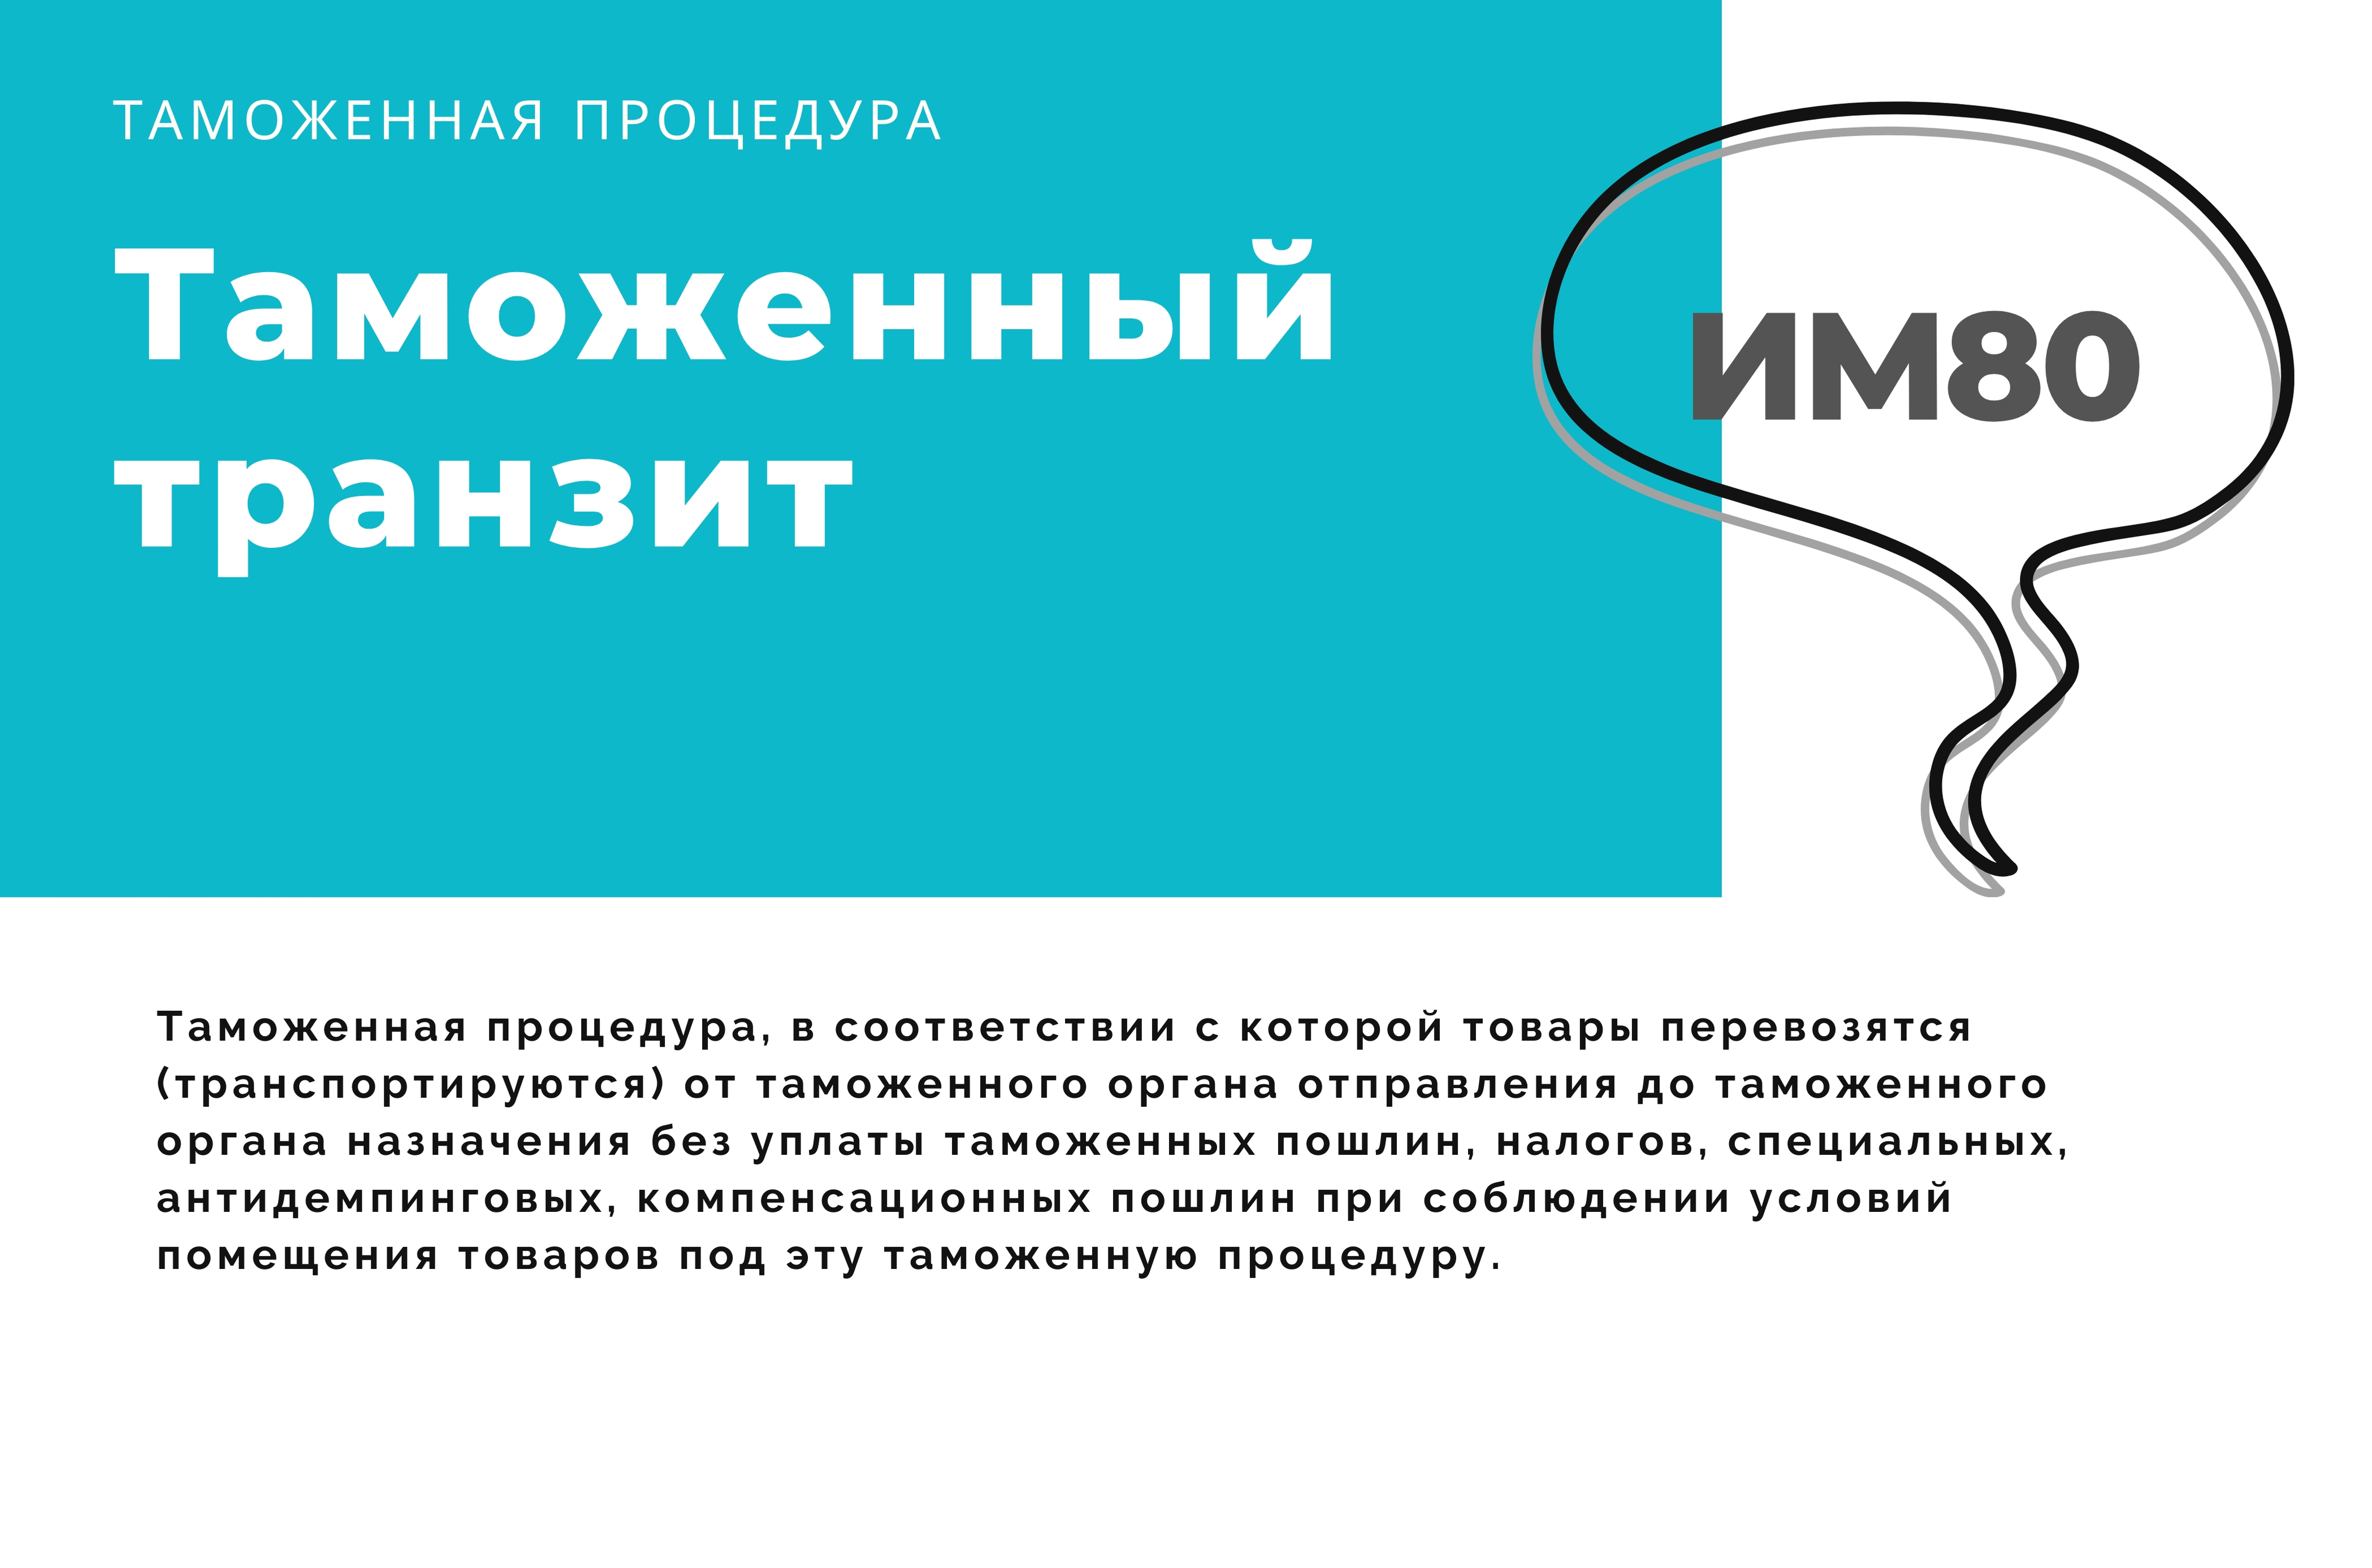 ТАМОЖЕННАЯ ПРОЦЕДУРА
Таможенный
транзит
ИМ80
Таможенная процедура, в соответствии с которой товары перевозятся
(транспортируются) от таможенного органа отправления до таможенного
органа назначения без уплаты таможенных пошлин, налогов, специальных,
антидемпинговых, компенсационных пошлин при соблюдении условий
помещения товаров под эту таможенную процедуру.